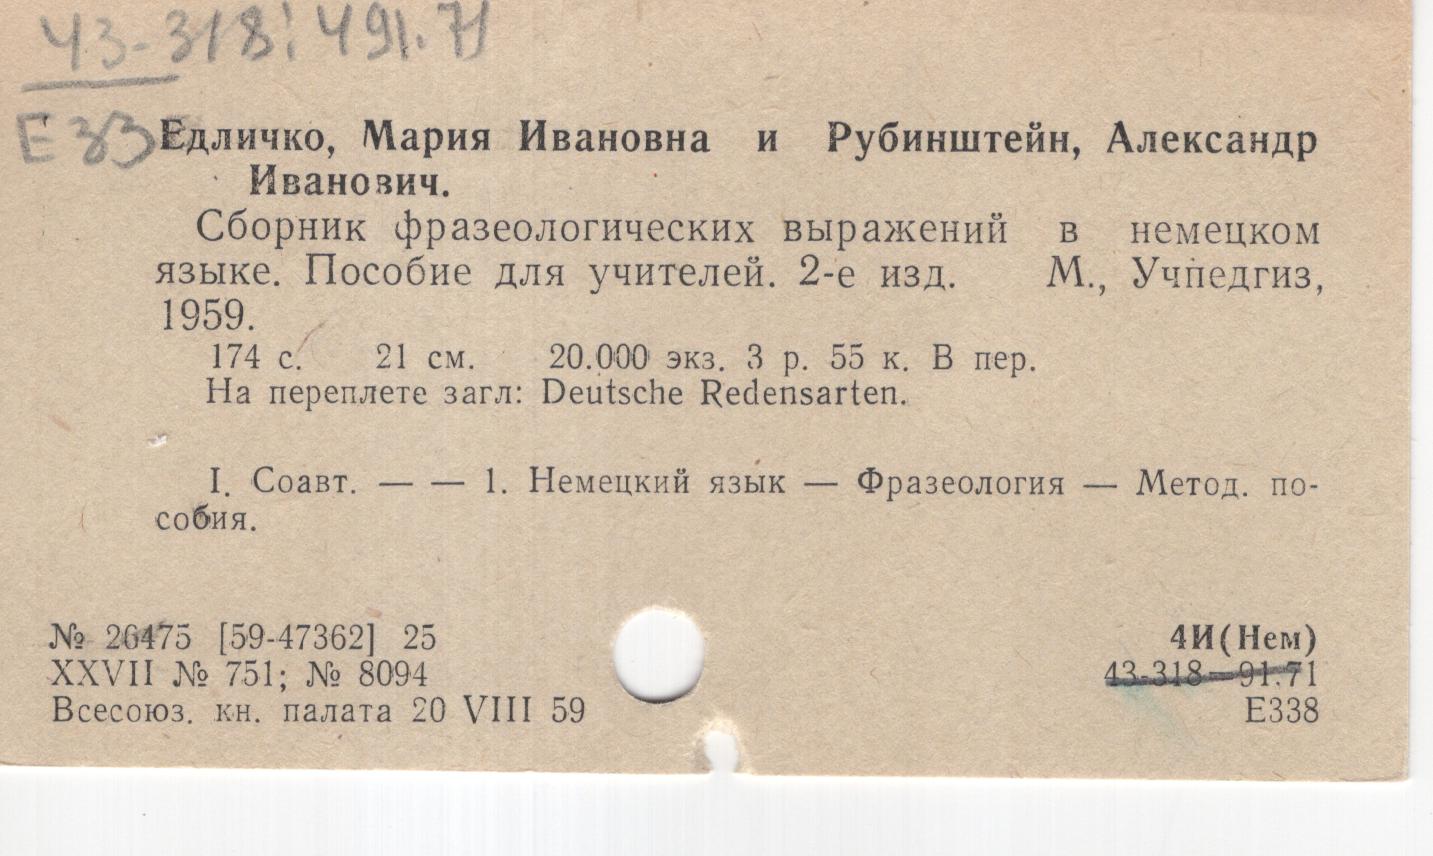 43-318:491.71
Е33
Едличко, Мария Ивановна и Рубинштейн, Александр
Иванович.
Сборник фразеологических выражений в немецком
языке. Пособие для учителей. 2-е изд. М., Учпедгиз,
1959.
174 с. 21 см. 20.000 экз. 3 р. 55 к. В пер.
На переплете загл: Deutsche Redensarten.
I. Соавт. — — 1. Немецкий язык — Фразеология — Метод. по-
собия.
№ 26475 [59-47362] 25
XXVII № 751; № 8094
Всесоюз. кн. палата 20 VIII 59
4И(Нем)
43-318—91.71
Е338